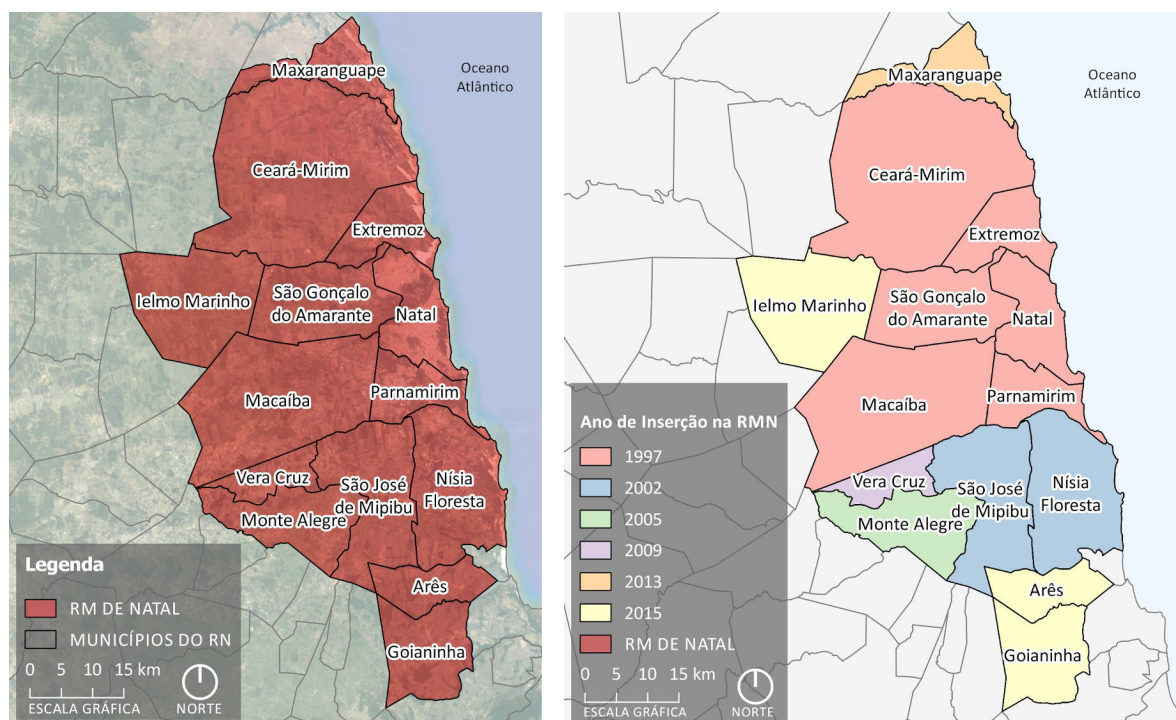 Maxaranguape
Oceano
Atlântico
Ceará-Mirim
Extremoz
Ielmo Marinho
São Gonçalo
do Amarante
Natal
Macaíba
Parnamirim
Vera Cruz
São José
de Mipibu
Nísia
Floresta
Monte Alegre
Arês
Goianinha
Legenda
RM DE NATAL
MUNICÍPIOS DO RN
0 5 10 15 km
ESCALA GRÁFICA
NORTE
Maxaranguape
Oceano
Atlântico
Ceará-Mirim
Extremoz
Ielmo Marinho
São Gonçalo
do Amarante
Natal
Macaíba
Parnamirim
Vera Cruz
São José
de Mipibu
Nísia
Floresta
Monte Alegre
Arês
Goianinha
Ano de Inserção na RMN
1997
2002
2005
2009
2013
2015
RM DE NATAL
0 5 10 15 km
ESCALA GRÁFICA
NORTE